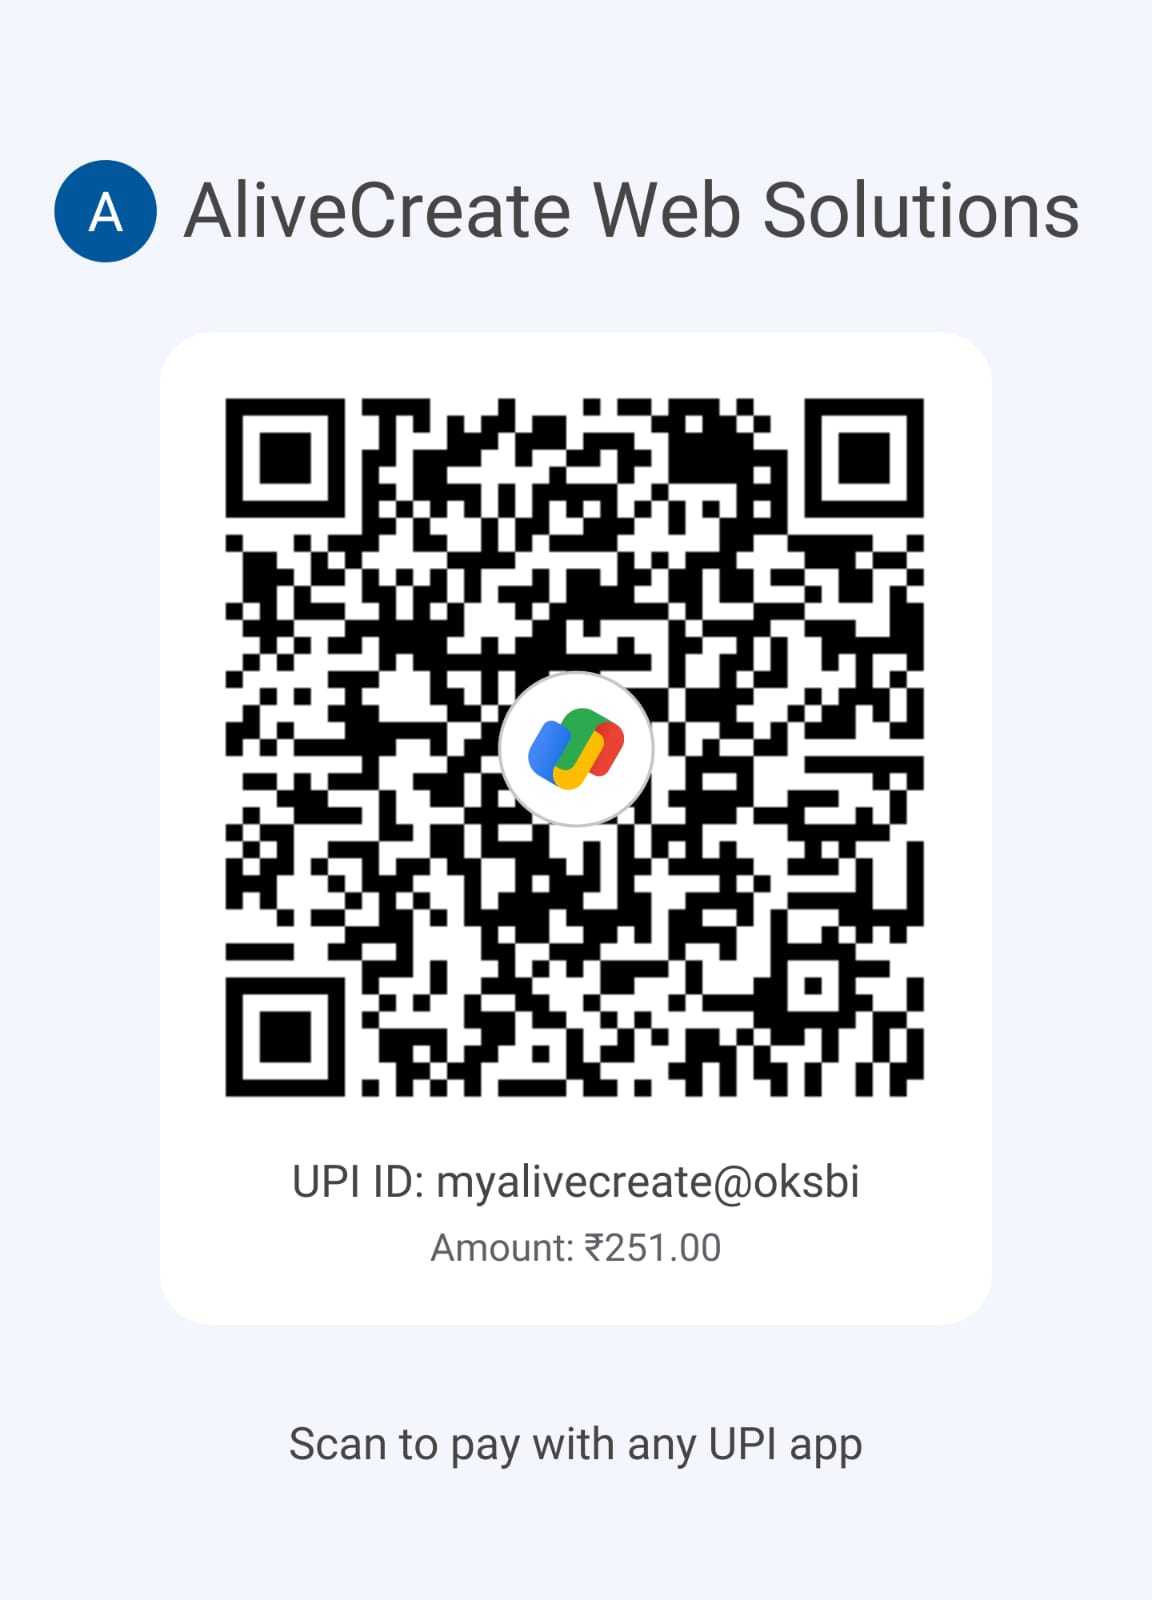 A AliveCreate Web Solutions
UPI ID: myalivecreate@oksbi
Amount: ₹251.00
Scan to pay with any UPI app